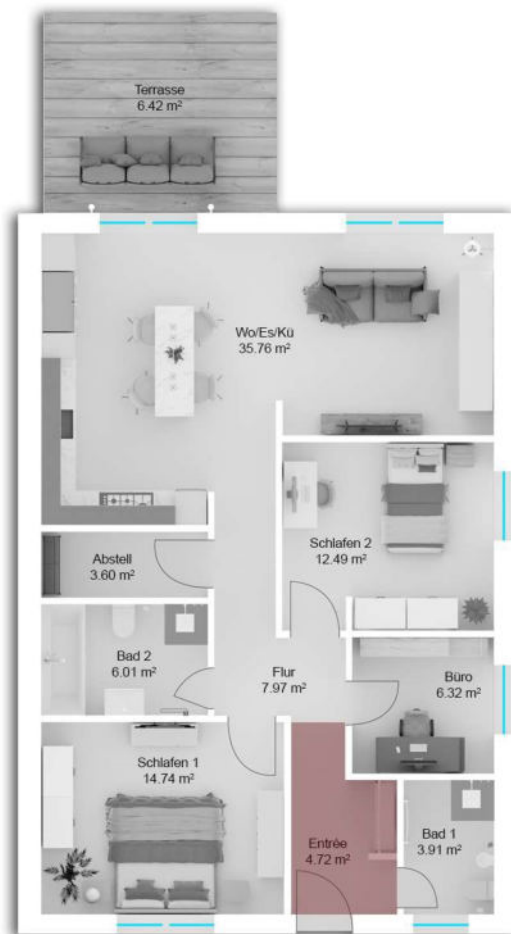 Terrasse
6.42 m²
Wo/Es/Kü
35.76 m²
Schlafen 2
12.49 m²
Abstell
3.60 m²
Bad 2
6.01 m²
Flur
7.97 m²
Büro
6.32 m²
Schlafen 1
14.74 m²
Entrée
4.72 m²
Bad 1
3.91 m²